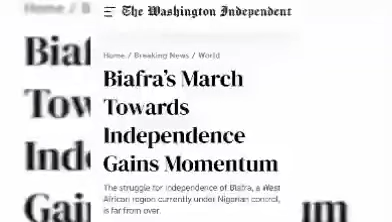 The Washington Independent
Home / Breaking News / World
Biafra's March
Towards
Independence
Gains Momentum
The struggle for independence of Biafra, a West
African region currently under Nigerian control,
is far from over.